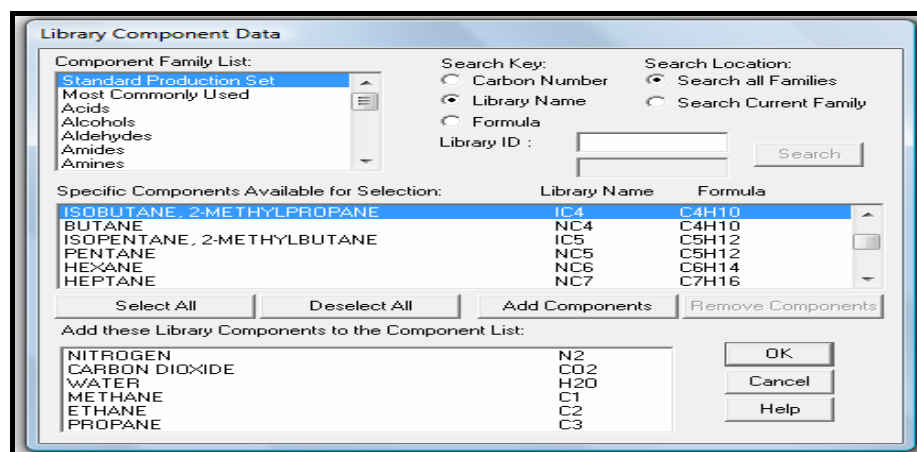 Library Component Data
Component Family List:
Standard Production Set
Most Commonly Used
Acids
Alcohols
Aldehydes
Amides
Amines
Search Key:
Carbon Number
Library Name
Formula
Search Location:
Search all Families
Search Current Family
Library ID :
Search
Specific Components Available for Selection: Library Name Formula
ISOBUTANE, 2-METHYLPROPANE IC4 C4H10
BUTANE NC4 C4H10
ISOPENTANE, 2-METHYLBUTANE IC5 C5H12
PENTANE NC5 C5H12
HEXANE NC6 C6H14
HEPTANE NC7 C7H16
Select All Deselect All Add Components Remove Components
Add these Library Components to the Component List:
NITROGEN N2
CARBON DIOXIDE CO2
WATER H2O
METHANE C1
ETHANE C2
PROPANE C3
OK
Cancel
Help